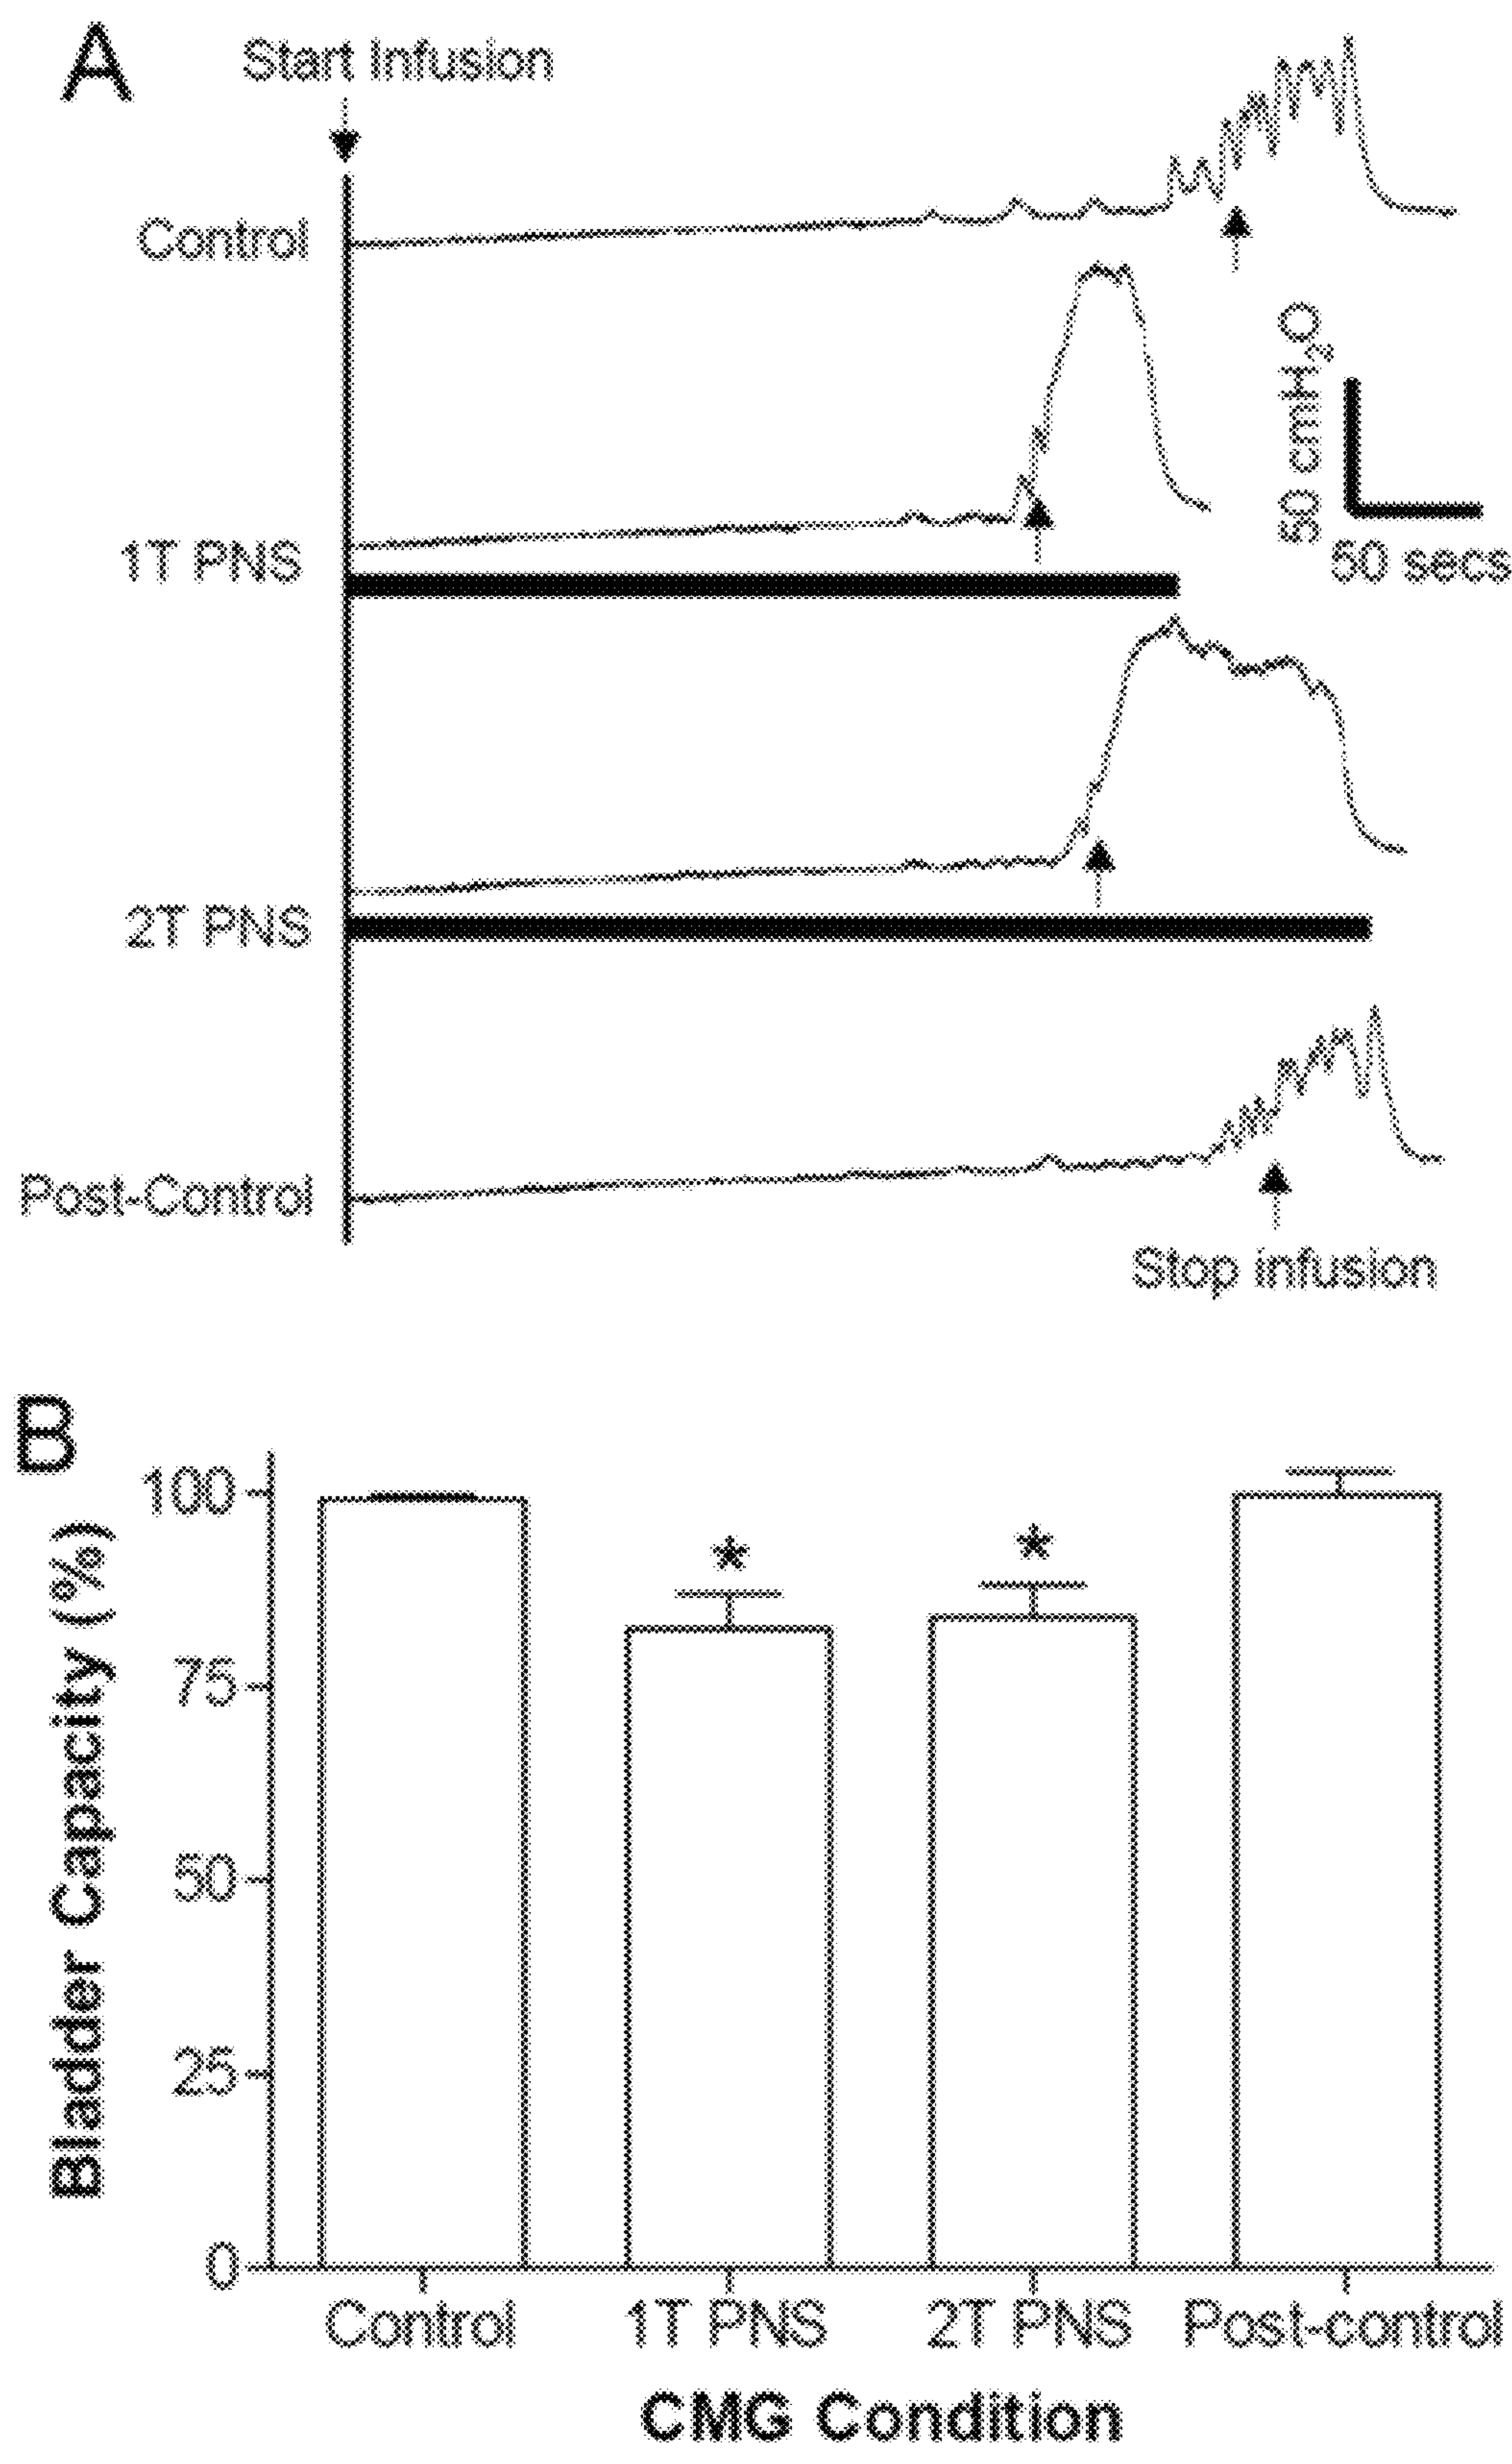 A
Start Infusion
Control
50 cmH₂O
50 secs
1T PNS
2T PNS
Post-Control
Stop infusion
B
Bladder Capacity (%)
100
75
50
25
0
*
*
Control 1T PNS 2T PNS Post-control
CMG Condition